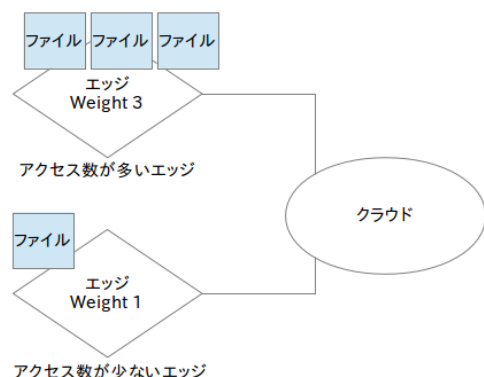 ファイル ファイル ファイル
エッジ
Weight 3
アクセス数が多いエッジ
クラウド
ファイル
エッジ
Weight 1
アクセス数が少ないエッジ